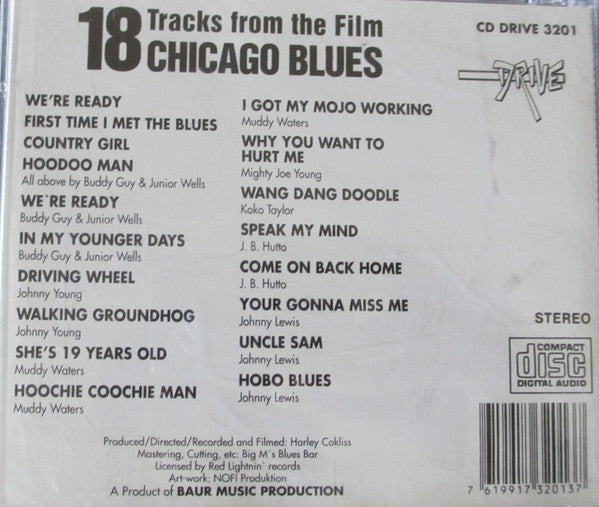 18 Tracks from the Film
CHICAGO BLUES
CD DRIVE 3201
DRIVE
WE'RE READY
FIRST TIME I MET THE BLUES
COUNTRY GIRL
HOODOO MAN
All above by Buddy Guy & Junior Wells
WE`RE READY
Buddy Guy & Junior Wells
IN MY YOUNGER DAYS
Buddy Guy & Junior Wells
DRIVING WHEEL
Johnny Young
WALKING GROUNDHOG
Johnny Young
SHE'S 19 YEARS OLD
Muddy Waters
HOOCHIE COOCHIE MAN
Muddy Waters
I GOT MY MOJO WORKING
Muddy Waters
WHY YOU WANT TO
HURT ME
Mighty Joe Young
WANG DANG DOODLE
Koko Taylor
SPEAK MY MIND
J. B. Hutto
COME ON BACK HOME
J. B. Hutto
YOUR GONNA MISS ME
Johnny Lewis
UNCLE SAM
Johnny Lewis
HOBO BLUES
Johnny Lewis
STEREO
COMPACT
disc
DIGITAL AUDIO
Produced/Directed/Recorded and Filmed: Harley Cokliss
Mastering, Cutting, etc: Big M´s Blues Bar
Licensed by Red Lightnin` records
Art-work: NOFI Produktion
A Product of BAUR MUSIC PRODUCTION
7 619917 320137